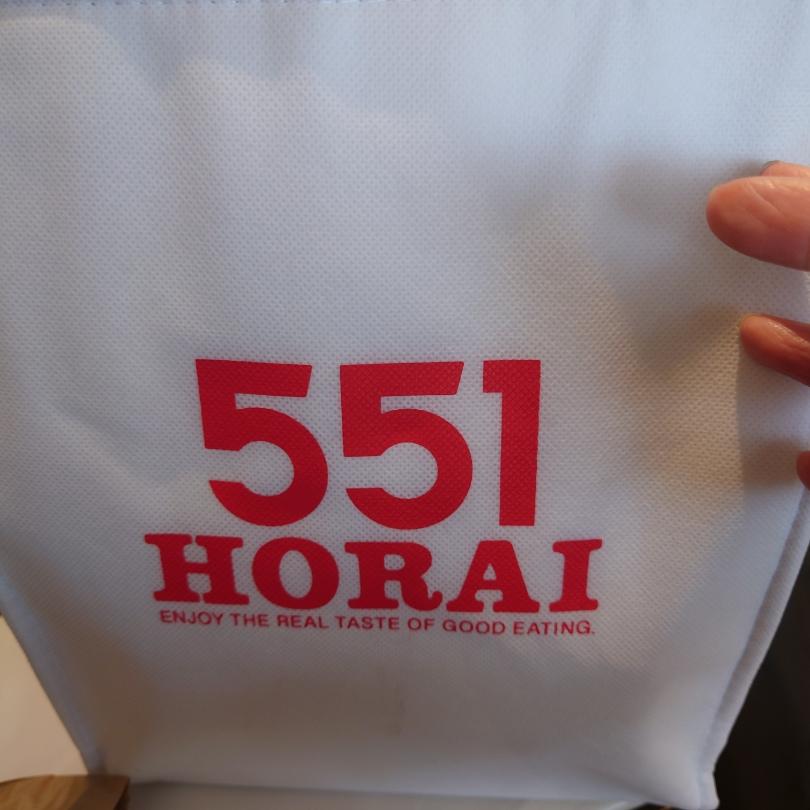 551
HORAI
ENJOY THE REAL TASTE OF GOOD EATING.